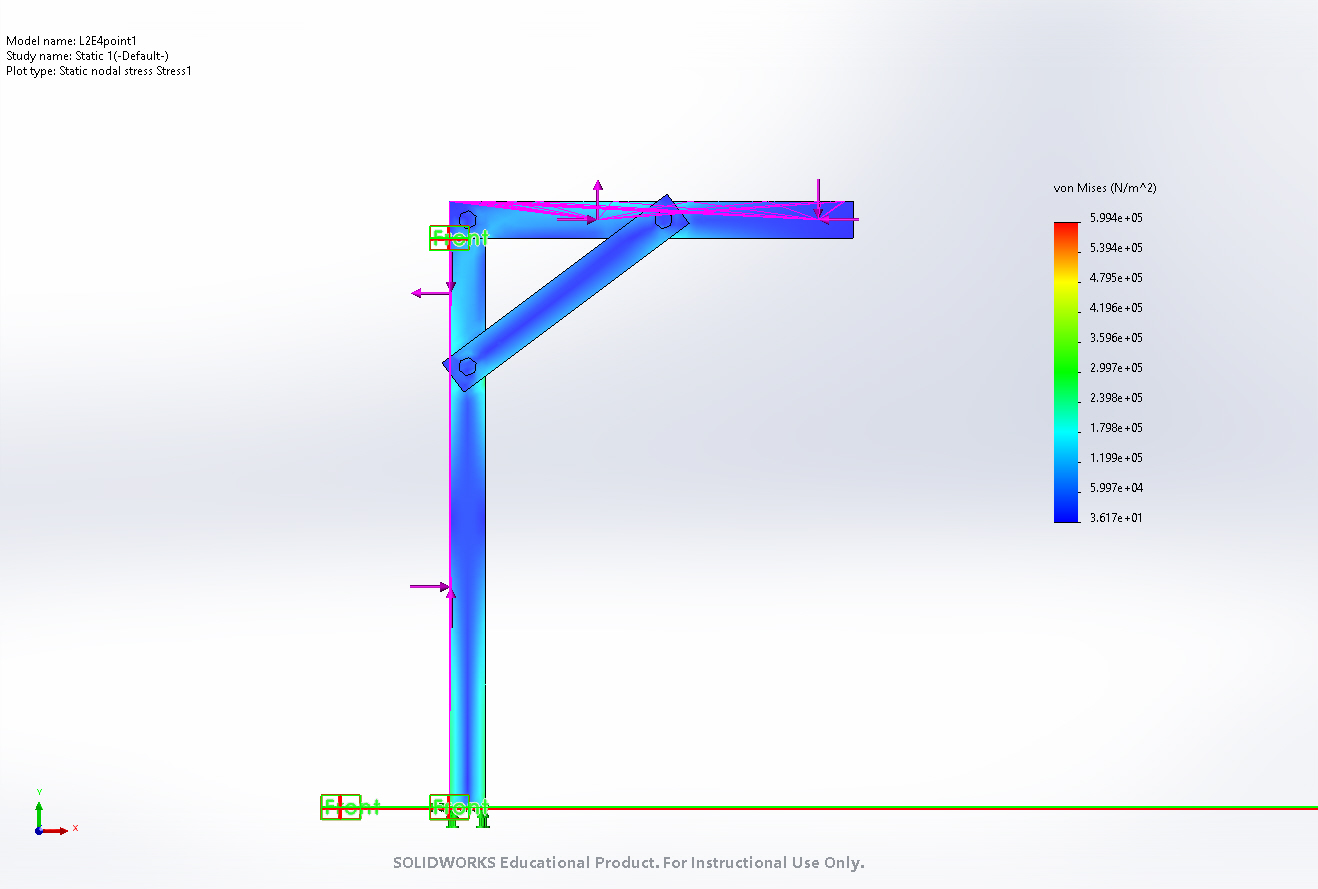 Model name: L2E4point1
Study name: Static 1(-Default-)
Plot type: Static nodal stress Stress1
von Mises (N/m^2)
5.994e+05
5.394e+05
4.795e+05
4.196e+05
3.596e+05
2.997e+05
2.398e+05
1.798e+05
1.199e+05
5.997e+04
3.617e+01
Front
Front
Front
Y
X
SOLIDWORKS Educational Product. For Instructional Use Only.